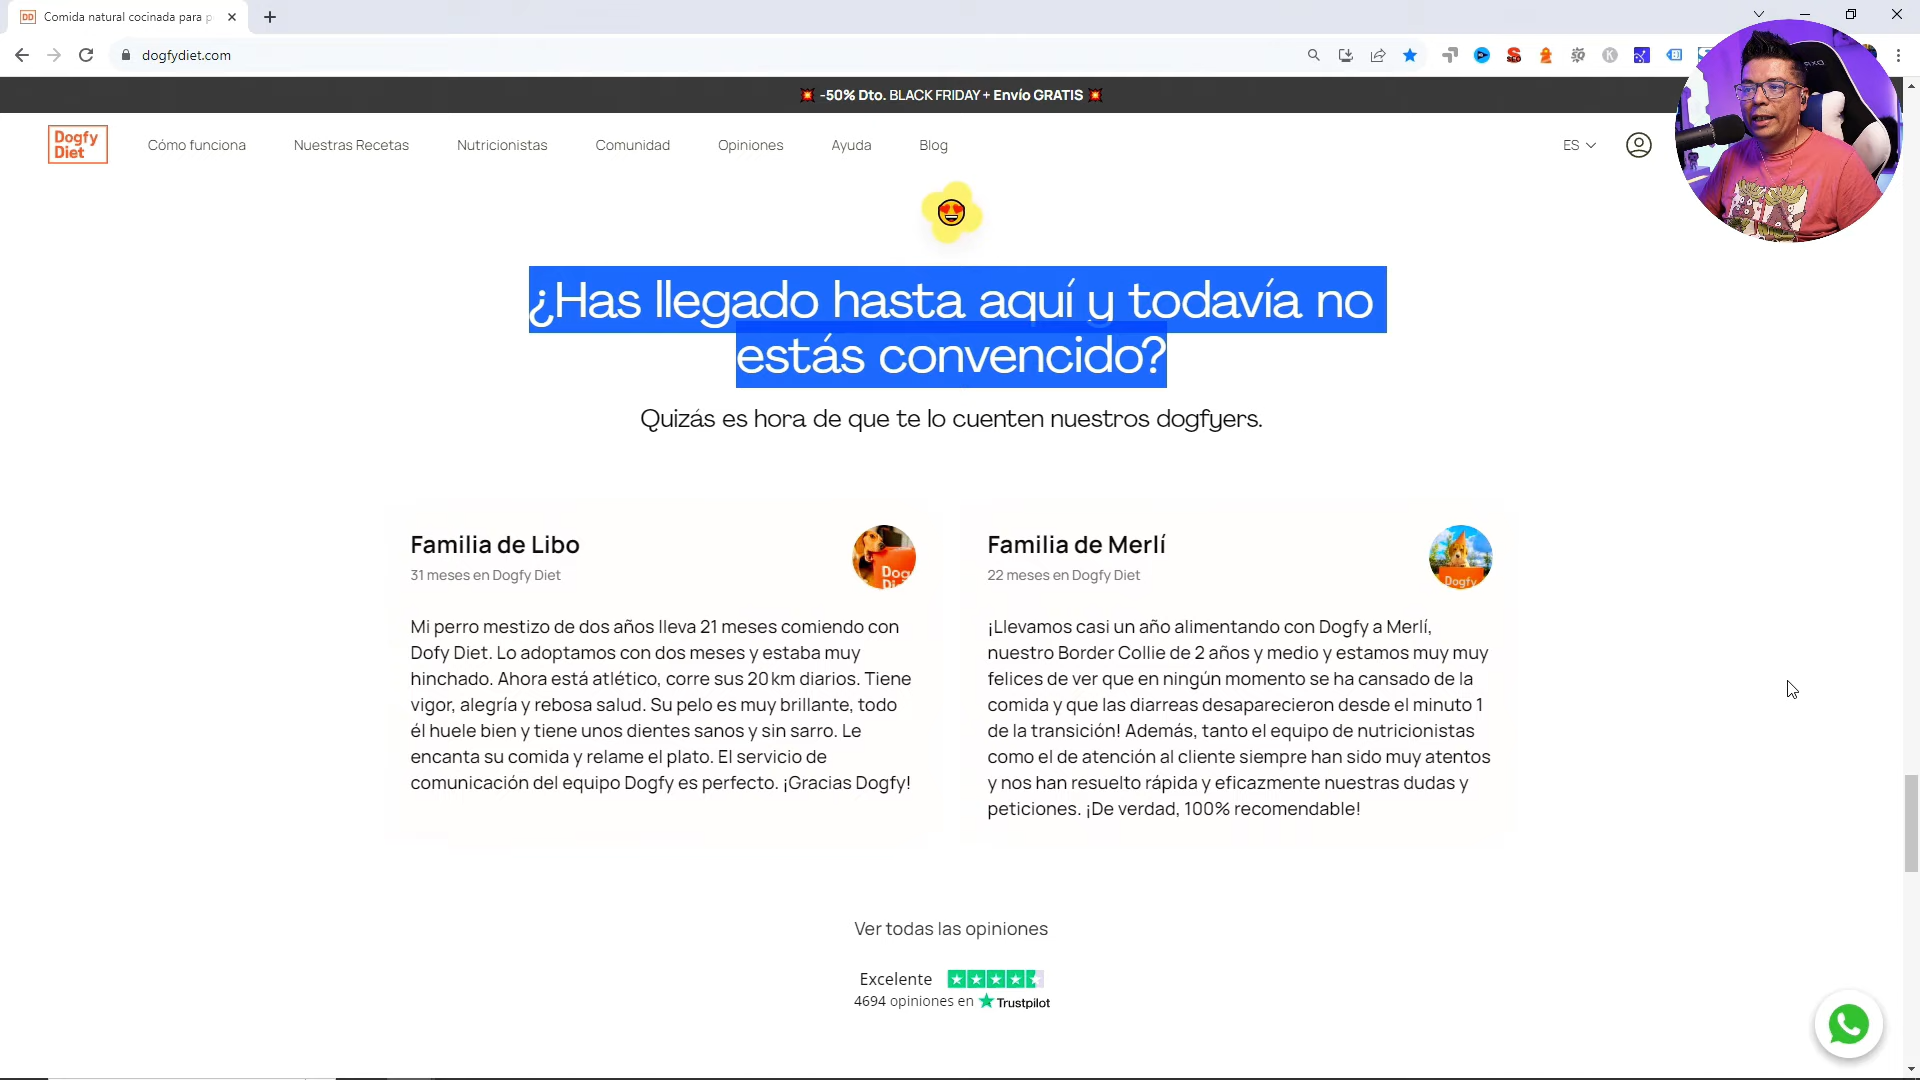 Comida natural cocinada para p
dogfydiet.com
-50% Dto. BLACK FRIDAY + Envío GRATIS
Dogfy
Diet
Cómo funciona
Nuestras Recetas
Nutricionistas
Comunidad
Opiniones
Ayuda
Blog
ES
¿Has llegado hasta aquí y todavía no
estás convencido?
Quizás es hora de que te lo cuenten nuestros dogfyers.
Familia de Libo
31 meses en Dogfy Diet
Mi perro mestizo de dos años lleva 21 meses comiendo con
Dofy Diet. Lo adoptamos con dos meses y estaba muy
hinchado. Ahora está atlético, corre sus 20 km diarios. Tiene
vigor, alegría y rebosa salud. Su pelo es muy brillante, todo
él huele bien y tiene unos dientes sanos y sin sarro. Le
encanta su comida y relame el plato. El servicio de
comunicación del equipo Dogfy es perfecto. ¡Gracias Dogfy!
Familia de Merlí
22 meses en Dogfy Diet
¡Llevamos casi un año alimentando con Dogfy a Merlí,
nuestro Border Collie de 2 años y medio y estamos muy muy
felices de ver que en ningún momento se ha cansado de la
comida y que las diarreas desaparecieron desde el minuto 1
de la transición! Además, tanto el equipo de nutricionistas
como el de atención al cliente siempre han sido muy atentos
y nos han resuelto rápida y eficazmente nuestras dudas y
peticiones. ¡De verdad, 100% recomendable!
Ver todas las opiniones
Excelente
4694 opiniones en Trustpilot